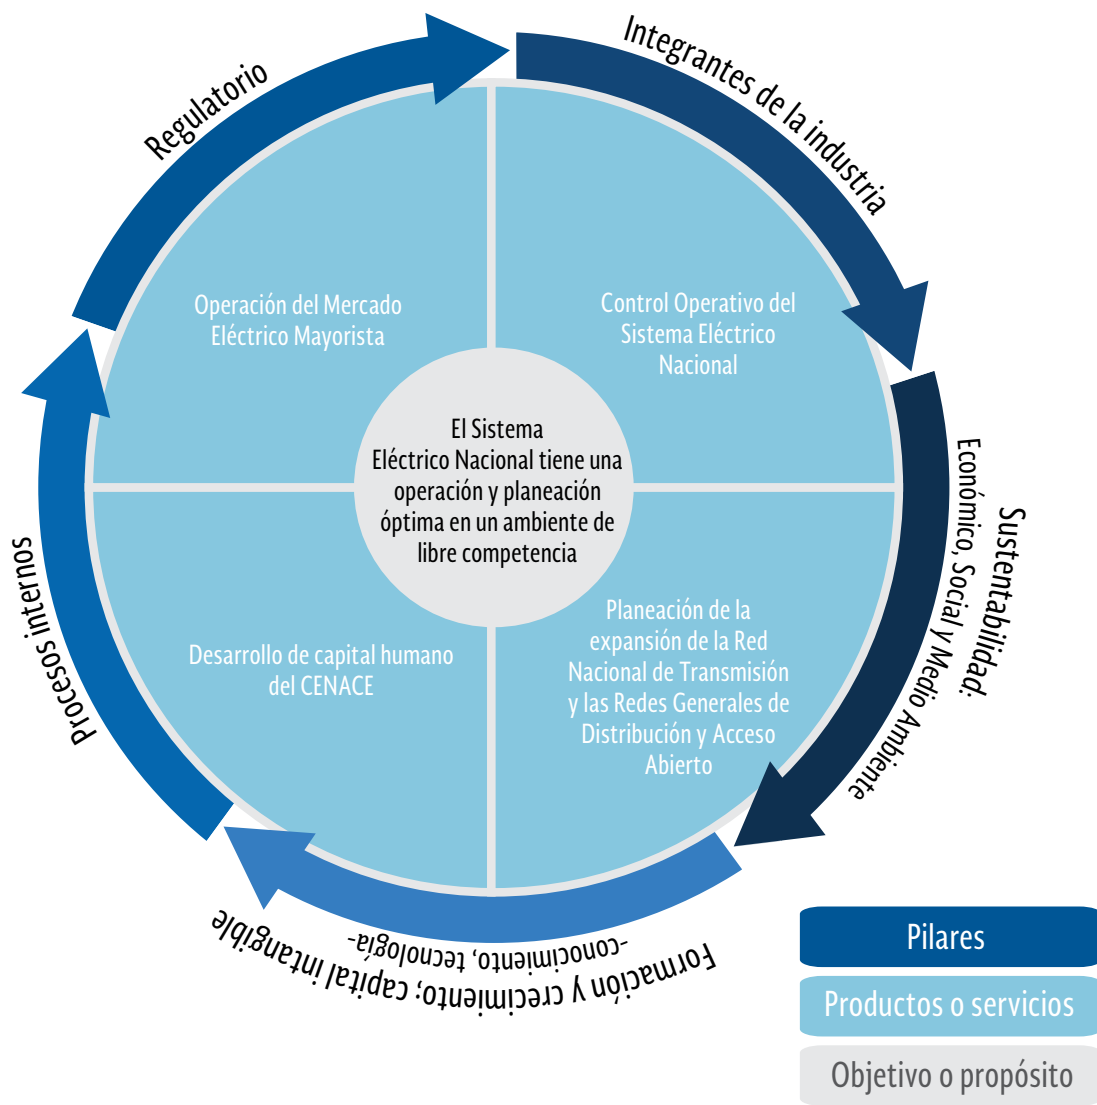 Regulatorio
Integrantes de la industria
Operación del Mercado
Eléctrico Mayorista
Control Operativo del
Sistema Eléctrico
Nacional
El Sistema
Eléctrico Nacional tiene una
operación y planeación
óptima en un ambiente de
libre competencia
Sustentabilidad:
Económico, Social y Medio Ambiente
Procesos internos
Desarrollo de capital humano
del CENACE
Planeación de la
expansión de la Red
Nacional de Transmisión
y las Redes Generales de
Distribución y Acceso
Abierto
Formación y crecimiento; capital intangible
-conocimiento, tecnología-
Pilares
Productos o servicios
Objetivo o propósito